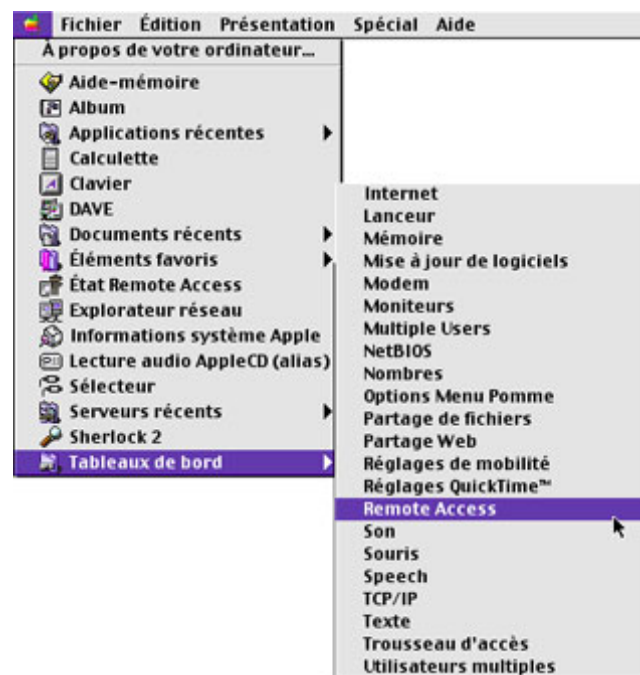 Fichier Édition Présentation Spécial Aide
À propos de votre ordinateur...
Aide-mémoire
Album
Applications récentes
Calculette
Clavier
DAVE
Documents récents
Éléments favoris
État Remote Access
Explorateur réseau
Informations système Apple
Lecture audio AppleCD (alias)
Sélecteur
Serveurs récents
Sherlock 2
Tableaux de bord
Internet
Lanceur
Mémoire
Mise à jour de logiciels
Modem
Moniteurs
Multiple Users
NetBIOS
Nombres
Options Menu Pomme
Partage de fichiers
Partage Web
Réglages de mobilité
Réglages QuickTime™
Remote Access
Son
Souris
Speech
TCP/IP
Texte
Trousseau d'accès
Utilisateurs multiples